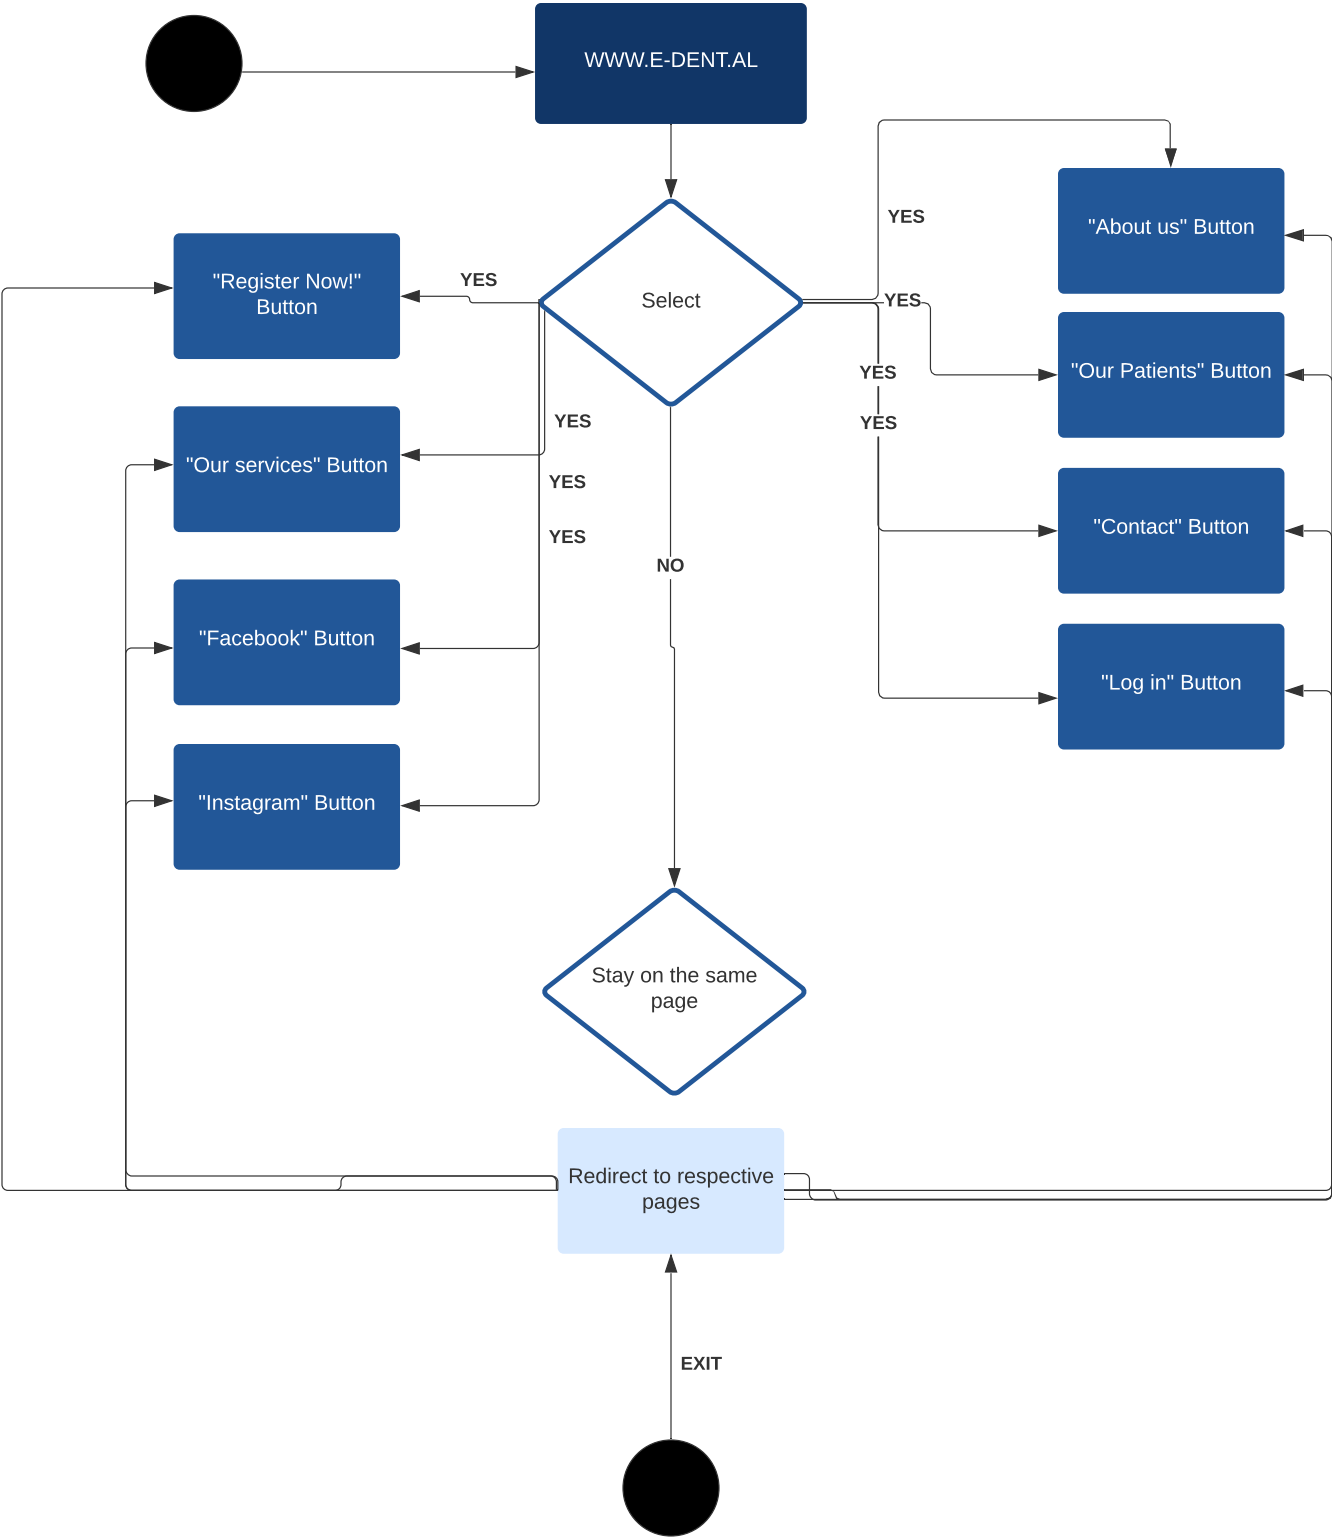 WWW.E-DENT.AL
YES
"About us" Button
Select
YES
"Register Now!"
Button
YES
YES
"Our Patients" Button
YES
YES
"Our services" Button
YES
YES
"Contact" Button
YES
NO
"Facebook" Button
"Log in" Button
"Instagram" Button
Stay on the same
page
Redirect to respective
pages
EXIT